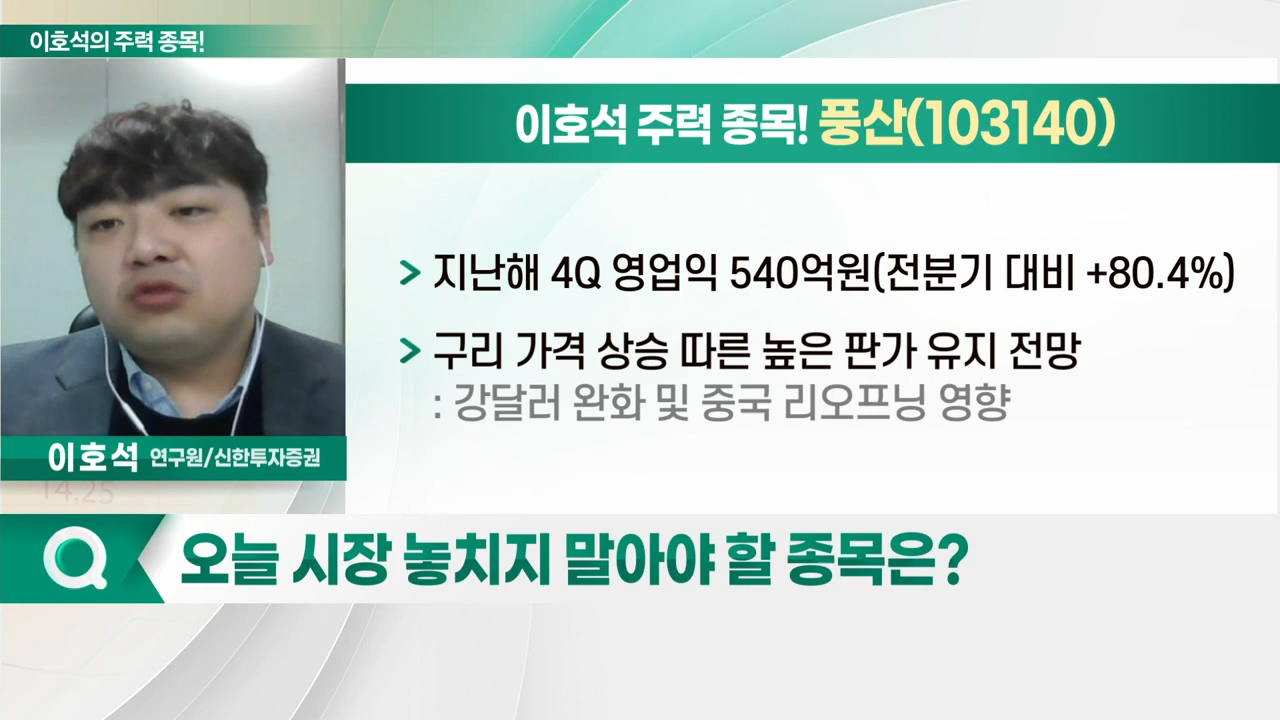 이호석의 주력 종목!
이호석 주력 종목! 풍산(103140)
> 지난해 4Q 영업익 540억원(전분기 대비 +80.4%)
> 구리 가격 상승 따른 높은 판가 유지 전망
: 강달러 완화 및 중국 리오프닝 영향
이호석 연구원/신한투자증권
14.25
Q 오늘 시장 놓치지 말아야 할 종목은?